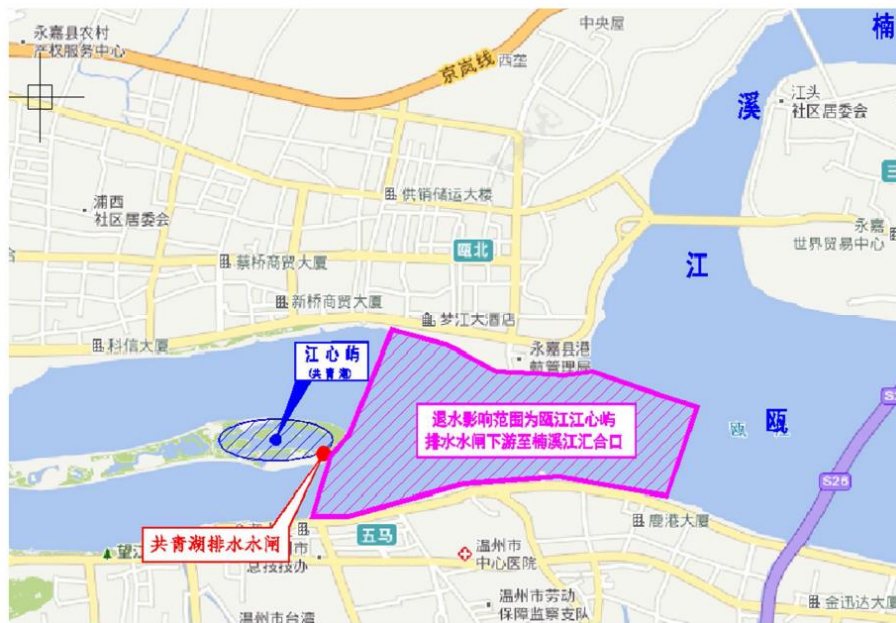 永嘉县农村
产权服务中心
中央屋
楠
京岚线
西垄
溪
江头
社区居委会
三
供销储运大楼
浦西
社区居委会
永嘉
世界贸易中心
瓯北
蔡桥商贸大厦
江
新桥商贸大厦
梦江大酒店
科信大厦
江心屿
(共青湖)
永嘉县港
航管理局
退水影响范围为瓯江江心屿
排水水闸下游至楠溪江汇合口
瓯
瓯
S26
共青湖排水水闸
五马
鹿港大厦
望江
温州市
中心医院
温州市劳动
保障监察支队
金迅达大厦
温州市台湾